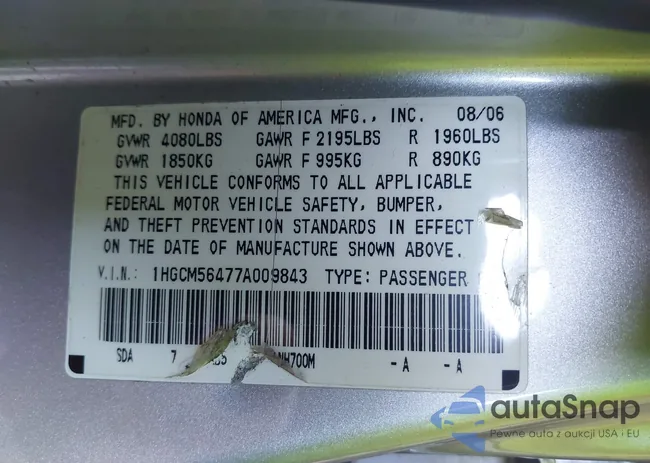 MFD. BY HONDA OF AMERICA MFG., INC. 08/06
GVWR 4080LBS GAWR F 2195LBS R 1960LBS
GVWR 1850KG GAWR F 995KG R 890KG
THIS VEHICLE CONFORMS TO ALL APPLICABLE
FEDERAL MOTOR VEHICLE SAFETY, BUMPER,
AND THEFT PREVENTION STANDARDS IN EFFECT
ON THE DATE OF MANUFACTURE SHOWN ABOVE.
V.I.N.: 1HGCM56477A009843 TYPE: PASSENGER
SDA 7 NH700M -A -A
autaSnap
Pewne auta z aukcji USA i EU